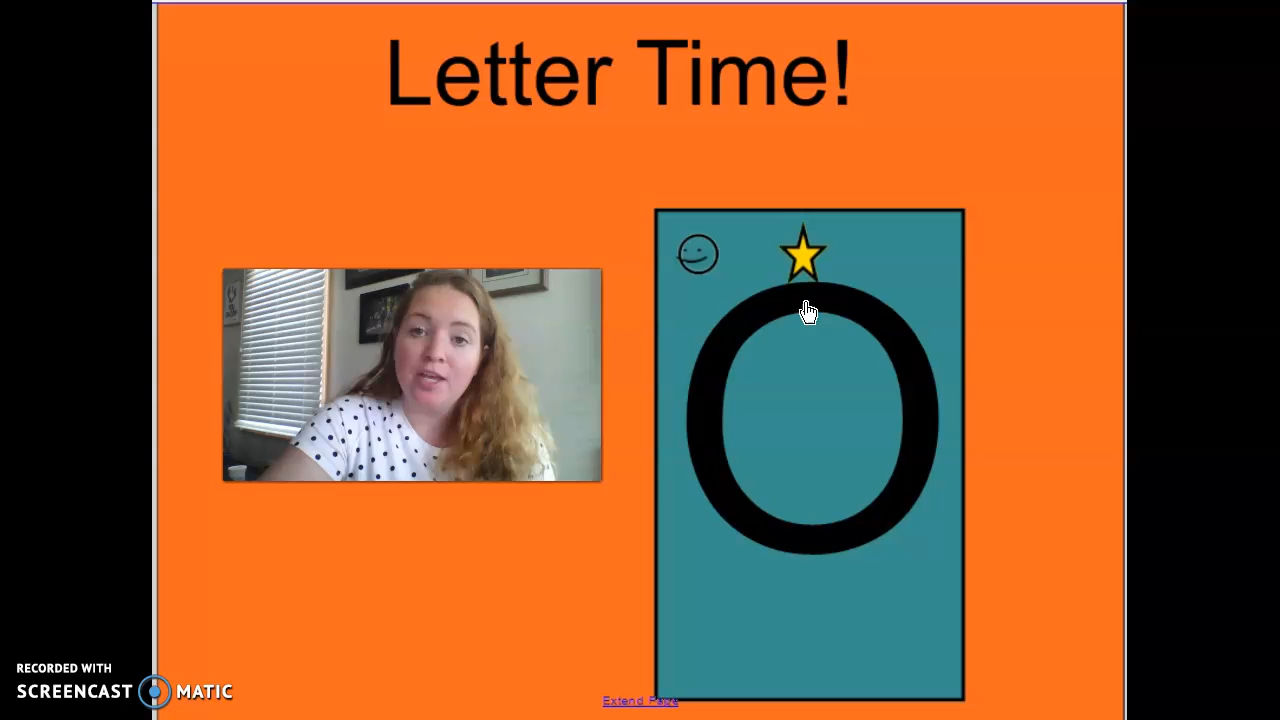 Letter Time!
O
Extend Page
RECORDED WITH
SCREENCAST MATIC